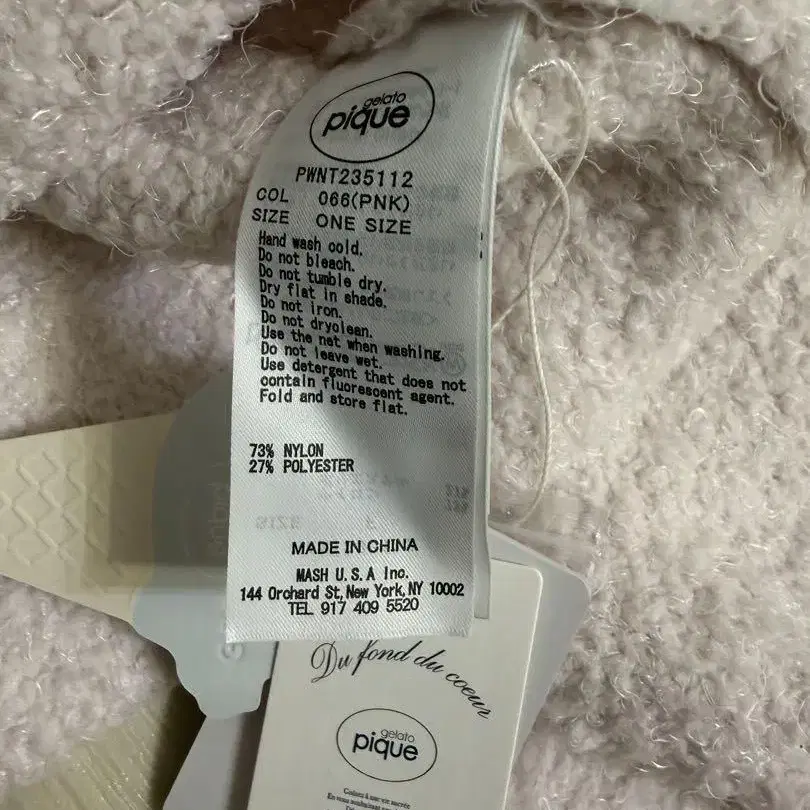 gelato
pique
PWNT235112
COL 066(PNK)
SIZE ONE SIZE
Hand wash cold.
Do not bleach.
Do not tumble dry.
Dry flat in shade.
Do not iron.
Do not dryclean.
Use the net when washing.
Do not leave wet.
Use detergent that does not
contain fluorescent agent.
Fold and store flat.
73% NYLON
27% POLYESTER
MADE IN CHINA
MASH U.S.A Inc.
144 Orchard St, New York, NY 10002
TEL 917 409 5520
Du fond du coeur
gelato
pique